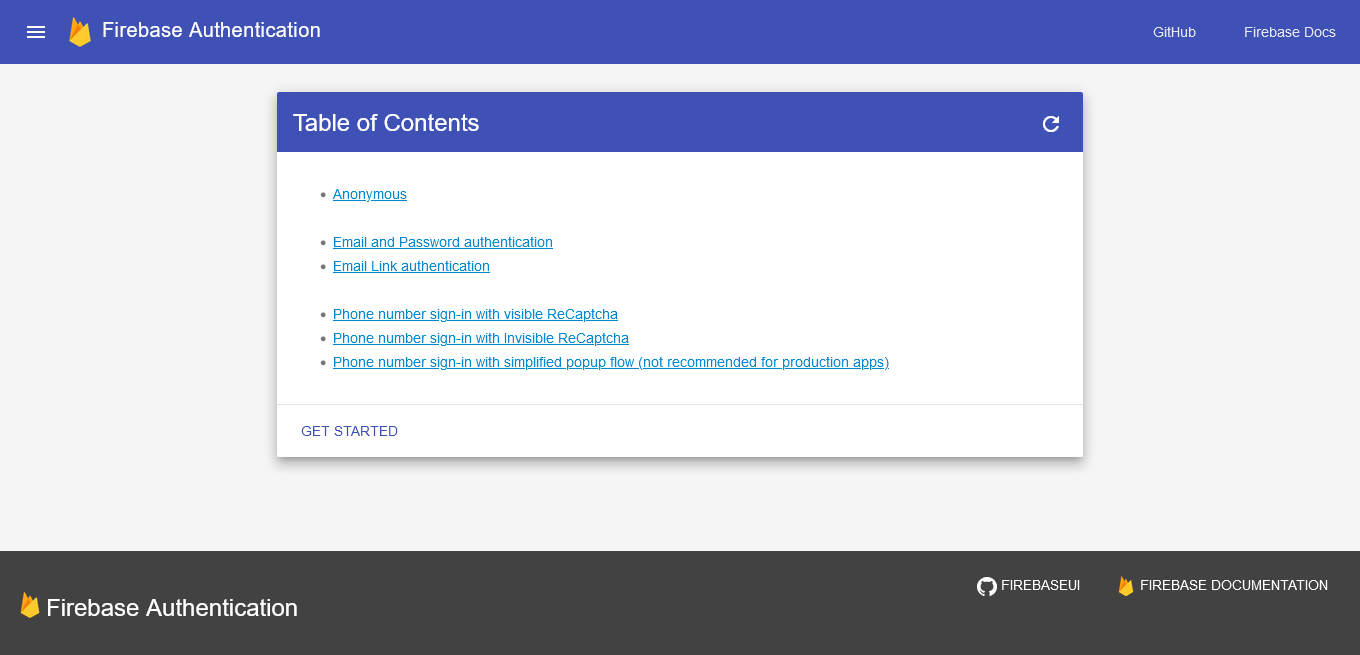 Firebase Authentication
GitHub
Firebase Docs
Table of Contents
Anonymous
Email and Password authentication
Email Link authentication
Phone number sign-in with visible ReCaptcha
Phone number sign-in with Invisible ReCaptcha
Phone number sign-in with simplified popup flow (not recommended for production apps)
GET STARTED
FIREBASEUI
FIREBASE DOCUMENTATION
Firebase Authentication